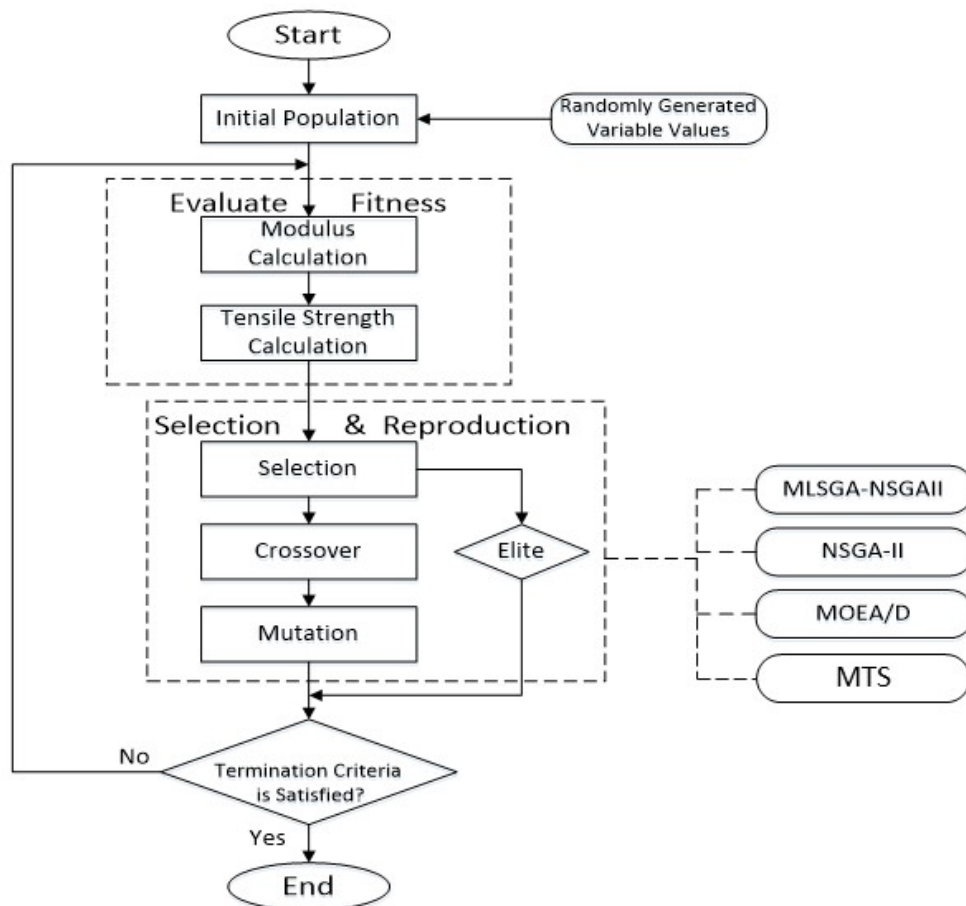 Start
Initial Population
Randomly Generated
Variable Values
Evaluate Fitness
Modulus
Calculation
Tensile Strength
Calculation
Selection & Reproduction
Selection
Crossover
Elite
Mutation
MLSGA-NSGAII
NSGA-II
MOEA/D
MTS
No
Termination Criteria
is Satisfied?
Yes
End